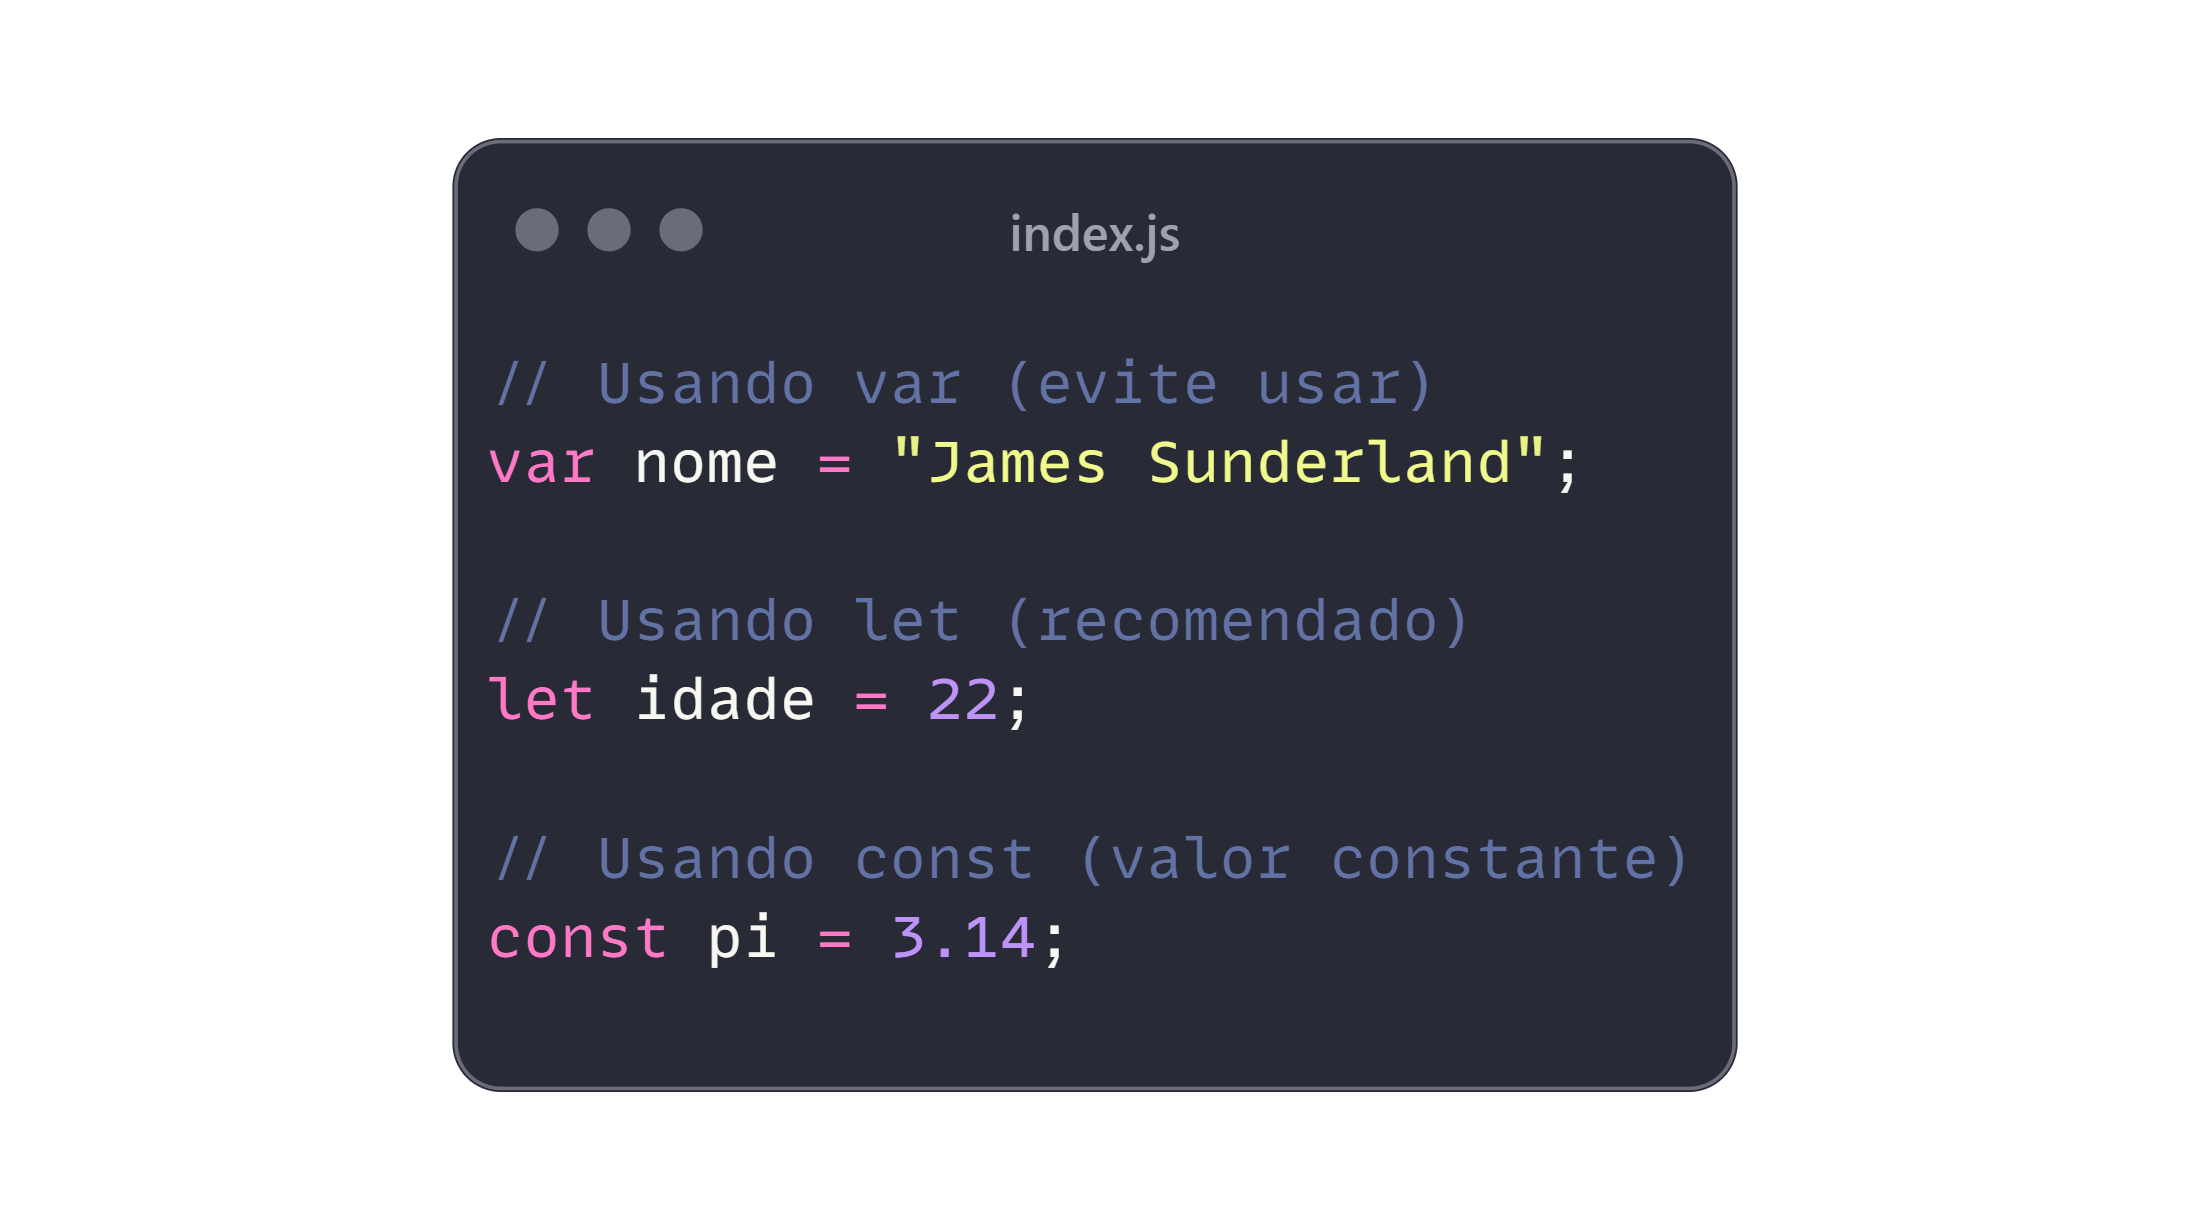 index.js
// Usando var (evite usar)
var nome = "James Sunderland";
// Usando let (recomendado)
let idade = 22;
// Usando const (valor constante)
const pi = 3.14;